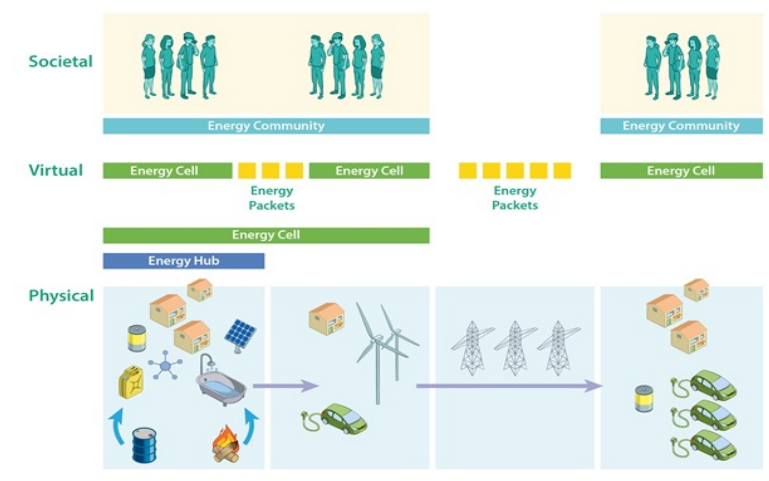 Societal
Energy Community
Energy Community
Virtual
Energy Cell
Energy Cell
Energy Cell
Energy
Packets
Energy
Packets
Energy Cell
Energy Hub
Physical